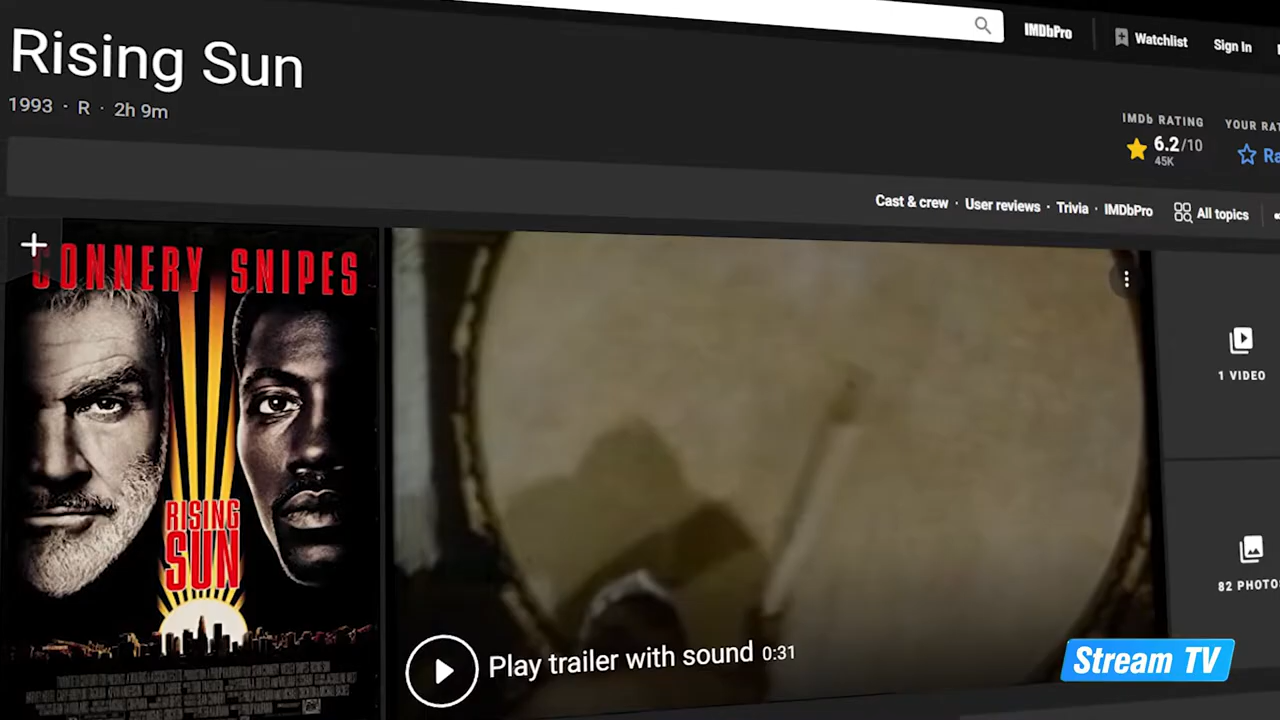 IMDbPro
Watchlist
Sign In
Rising Sun
1993 · R · 2h 9m
IMDb RATING
YOUR
6.2/10
45K
Cast & crew · User reviews · Trivia · IMDbPro
All topics
CONNERY SNIPES
RISING
SUN
1 VIDEO
82
Play trailer with sound 0:31
Stream TV